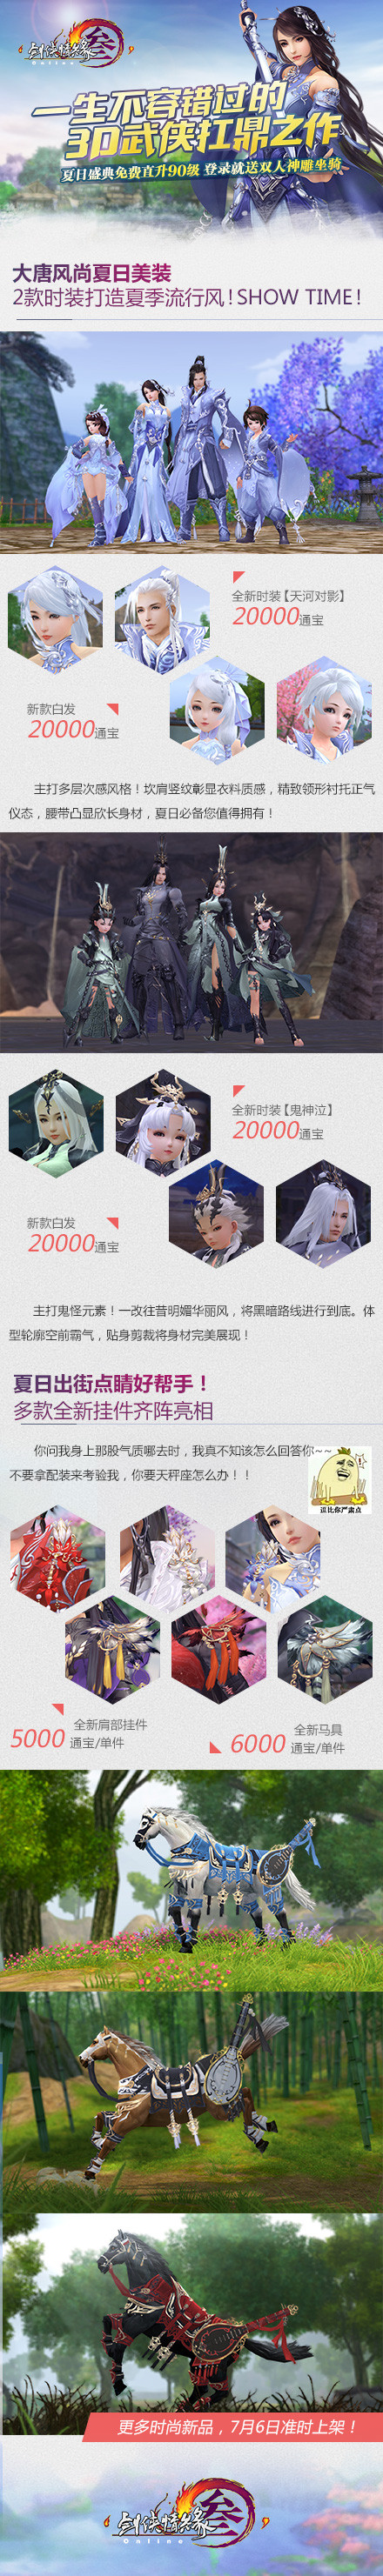 剑侠情缘叁
Online
一生不容错过的
3D武侠扛鼎之作
夏日盛典免费直升90级 登录就送双人神雕坐骑
大唐风尚夏日美装
2款时装打造夏季流行风！SHOW TIME！
全新时装【天河对影】
20000通宝
新款白发
20000通宝
主打多层次感风格！坎肩竖纹彰显衣料质感，精致领形衬托正气
仪态，腰带凸显欣长身材，夏日必备您值得拥有！
全新时装【鬼神泣】
20000通宝
新款白发
20000通宝
主打鬼怪元素！一改往昔明媚华丽风，将黑暗路线进行到底。体
型轮廓空前霸气，贴身剪裁将身材完美展现！
夏日出街点睛好帮手！
多款全新挂件齐阵亮相
你问我身上那股气质哪去时，我真不知该怎么回答你~~
不要拿配装来考验我，你要天秤座怎么办！！
逗比你严肃点
全新肩部挂件
5000 通宝/单件
全新马具
6000 通宝/单件
更多时尚新品，7月6日准时上架！
剑侠情缘叁
Online